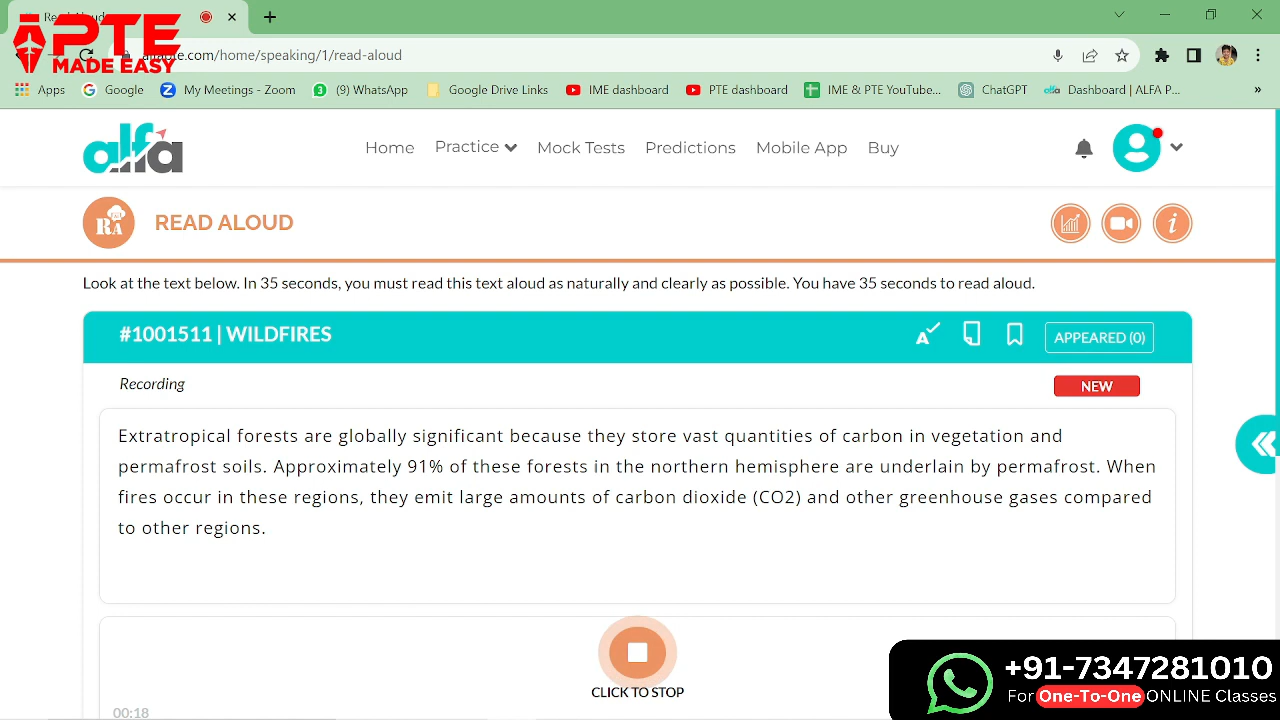 Read Aloud
PTE
MADE EASY
alfapte.com/home/speaking/1/read-aloud
Apps Google My Meetings - Zoom 3 (9) WhatsApp Google Drive Links IME dashboard PTE dashboard IME & PTE YouTube... ChatGPT alfa Dashboard | ALFA P... »
alfa Home Practice Mock Tests Predictions Mobile App Buy
RA READ ALOUD i
Look at the text below. In 35 seconds, you must read this text aloud as naturally and clearly as possible. You have 35 seconds to read aloud.
#1001511 | WILDFIRES A APPEARED (0)
Recording NEW
Extratropical forests are globally significant because they store vast quantities of carbon in vegetation and
permafrost soils. Approximately 91% of these forests in the northern hemisphere are underlain by permafrost. When
fires occur in these regions, they emit large amounts of carbon dioxide (CO2) and other greenhouse gases compared
to other regions.
CLICK TO STOP
00:18
+91-7347281010
For One-To-One ONLINE Classes